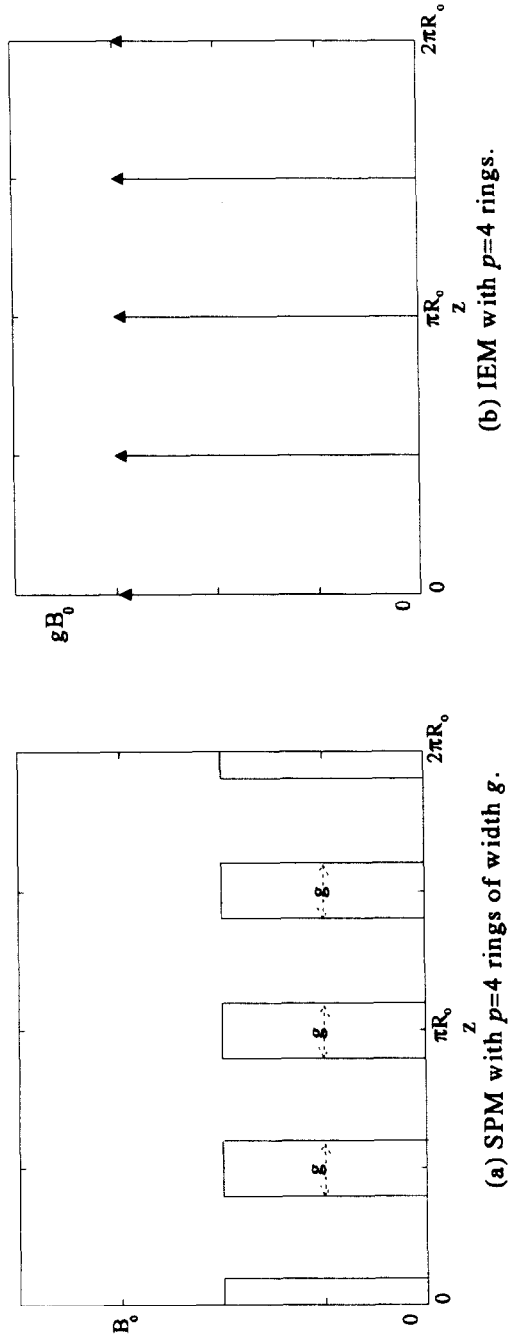 B₀
0
g
g
g
0
πR₀
2πR₀
z
(a) SPM with p=4 rings of width g.
gB₀
0
0
πR₀
2πR₀
z
(b) IEM with p=4 rings.